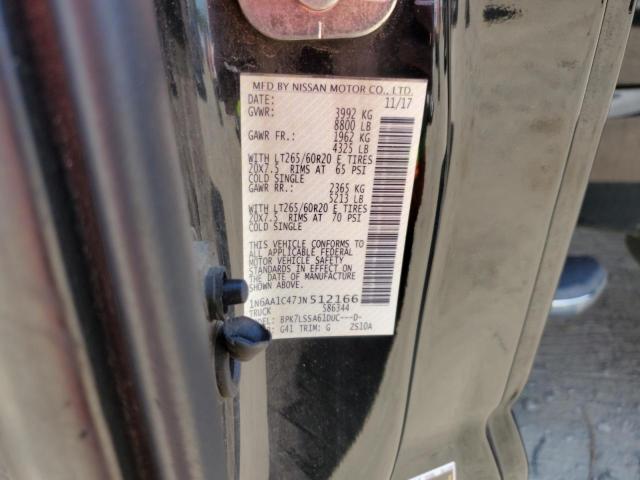 MFD BY NISSAN MOTOR CO., LTD.
DATE: 11/17
GVWR: 3992 KG
8800 LB
GAWR FR.: 1962 KG
4325 LB
WITH LT265/60R20 E TIRES
20X7.5 RIMS AT 65 PSI
COLD SINGLE
GAWR RR.: 2365 KG
5213 LB
WITH LT265/60R20 E TIRES
20X7.5 RIMS AT 70 PSI
COLD SINGLE
THIS VEHICLE CONFORMS TO
ALL APPLICABLE FEDERAL
MOTOR VEHICLE SAFETY
STANDARDS IN EFFECT ON
THE DATE OF MANUFACTURE
SHOWN ABOVE.
1N6AA1C47JN512166
TRUCK S86344
BPK7LSSA61DUC---D-
G41 TRIM: G 2S10A